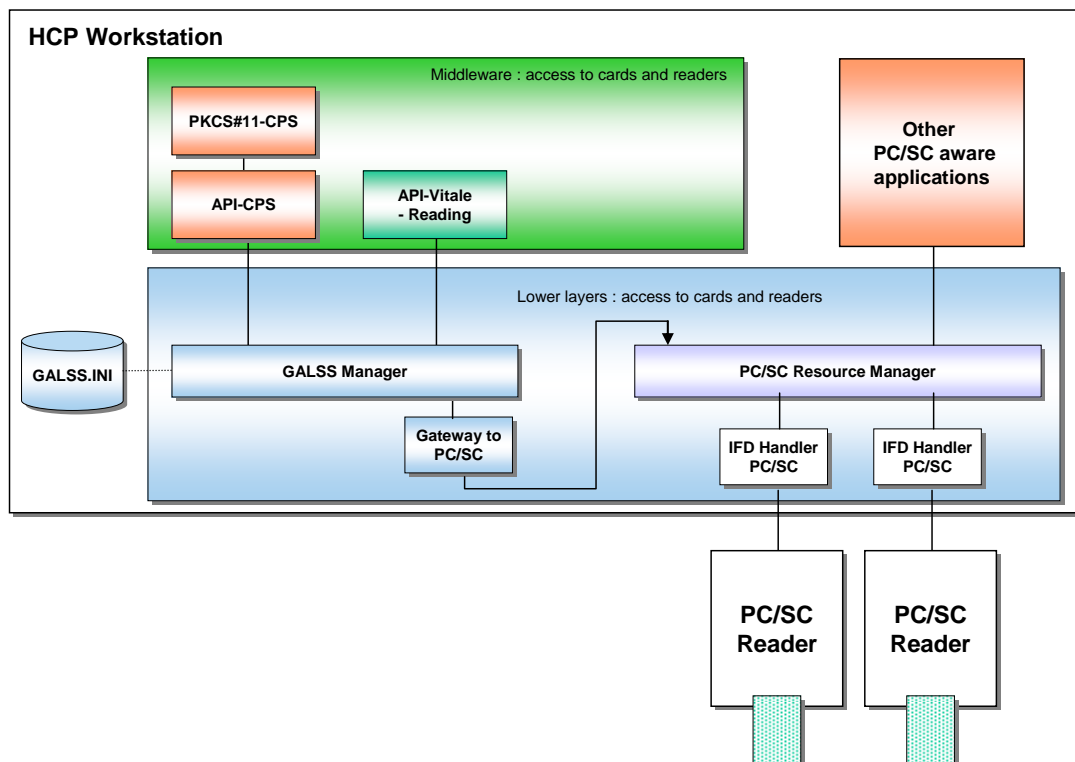 HCP Workstation
Middleware : access to cards and readers
PKCS#11-CPS
API-CPS
API-Vitale
- Reading
Other
PC/SC aware
applications
Lower layers : access to cards and readers
GALSS.INI
GALSS Manager
PC/SC Resource Manager
Gateway to
PC/SC
IFD Handler
PC/SC
IFD Handler
PC/SC
PC/SC
Reader
PC/SC
Reader